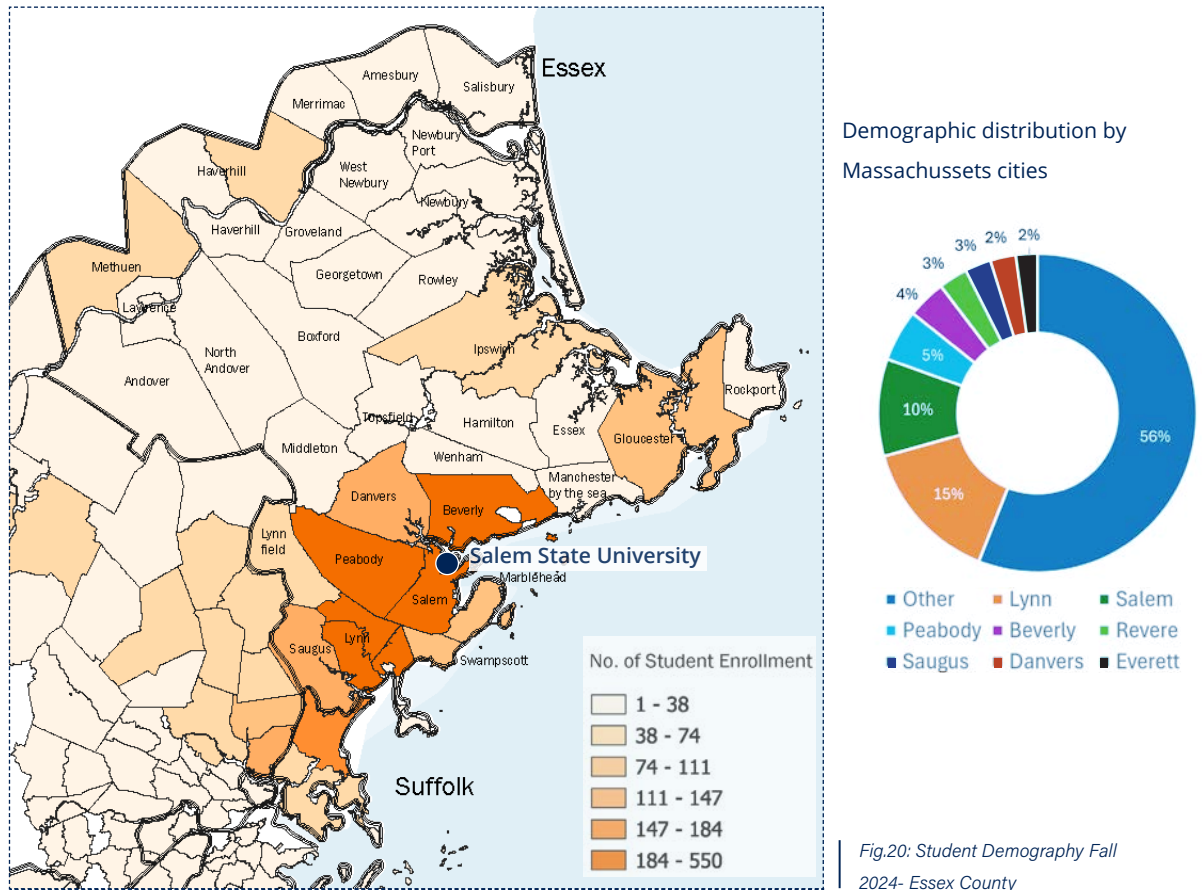 Essex
Amesbury
Salisbury
Merrimac
Newbury
Port
Haverhill
West
Newbury
Newbury
Haverhill
Groveland
Methuen
Georgetown
Rowley
Lawrence
Boxford
Ipswich
North
Andover
Andover
Rockport
Topsfield
Hamilton
Essex
Gloucester
Middleton
Wenham
Manchester
by the sea
Danvers
Beverly
Lynn
field
Peabody
Salem State University
Marblehead
Salem
Lynn
Saugus
Swampscott
Suffolk
No. of Student Enrollment
1 - 38
38 - 74
74 - 111
111 - 147
147 - 184
184 - 550
Demographic distribution by
Massachussets cities
3% 2% 2%
3%
4%
5%
10%
15%
56%
Other Lynn Salem
Peabody Beverly Revere
Saugus Danvers Everett
Fig.20: Student Demography Fall
2024- Essex County